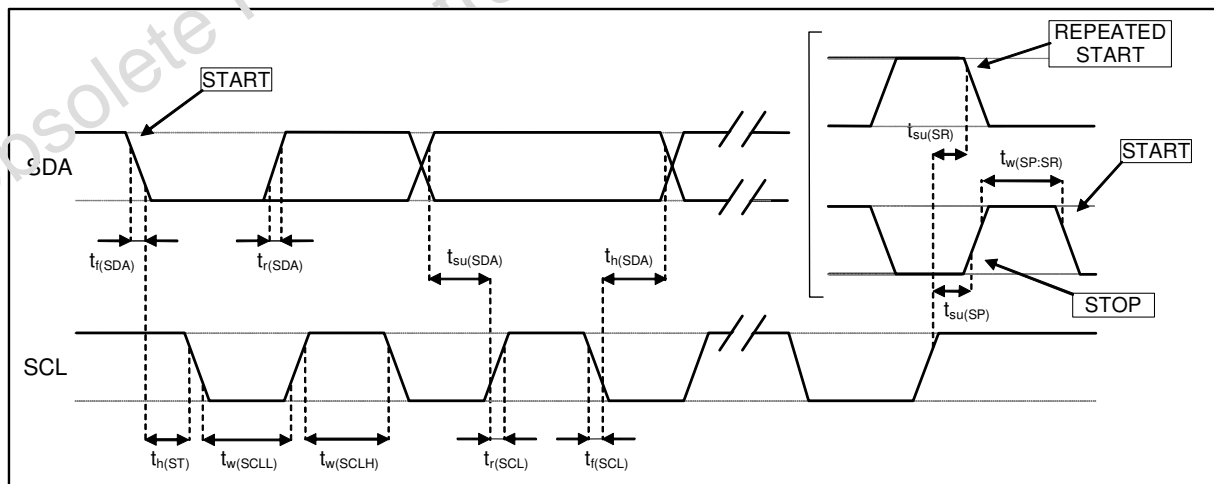 REPEATED
START
START
tsu(SR)
START
tw(SP:SR)
SDA
tf(SDA)
tr(SDA)
tsu(SDA)
th(SDA)
tsu(SP)
STOP
SCL
th(ST)
tw(SCLL)
tw(SCLH)
tr(SCL)
tf(SCL)